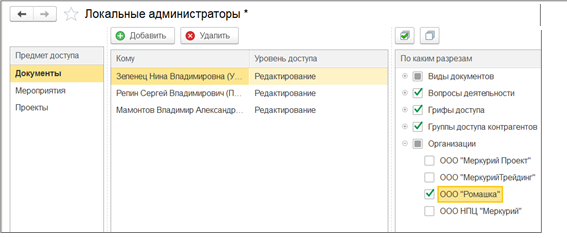 Локальные администраторы *
Добавить Удалить
Предмет доступа
Документы
Мероприятия
Проекты
Кому Уровень доступа
Зеленец Нина Владимировна (У... Редактирование
Репин Сергей Владимирович (П... Редактирование
Мамонтов Владимир Александр... Редактирование
По каким разрезам
Виды документов
Вопросы деятельности
Грифы доступа
Группы доступа контрагентов
Организации
ООО "Меркурий Проект"
ООО "МеркурийТрейдинг"
ООО "Ромашка"
ООО НПЦ "Меркурий"